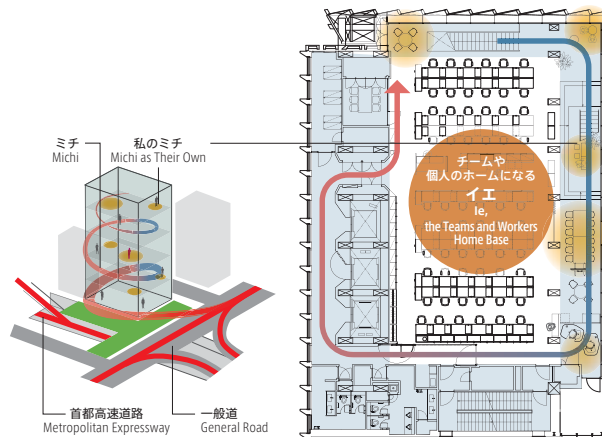 ミチ
Michi
私のミチ
Michi as Their Own
チームや
個人のホームになる
イエ
Ie,
the Teams and Workers
Home Base
首都高速道路
Metropolitan Expressway
一般道
General Road